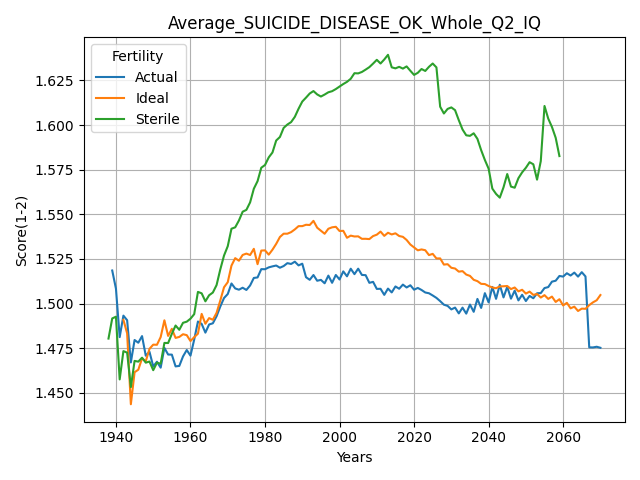 Average_SUICIDE_DISEASE_OK_Whole_Q2_IQ
Fertility
Actual
Ideal
Sterile
Score(1-2)
1.625
1.600
1.575
1.550
1.525
1.500
1.475
1.450
1940 1960 1980 2000 2020 2040 2060
Years